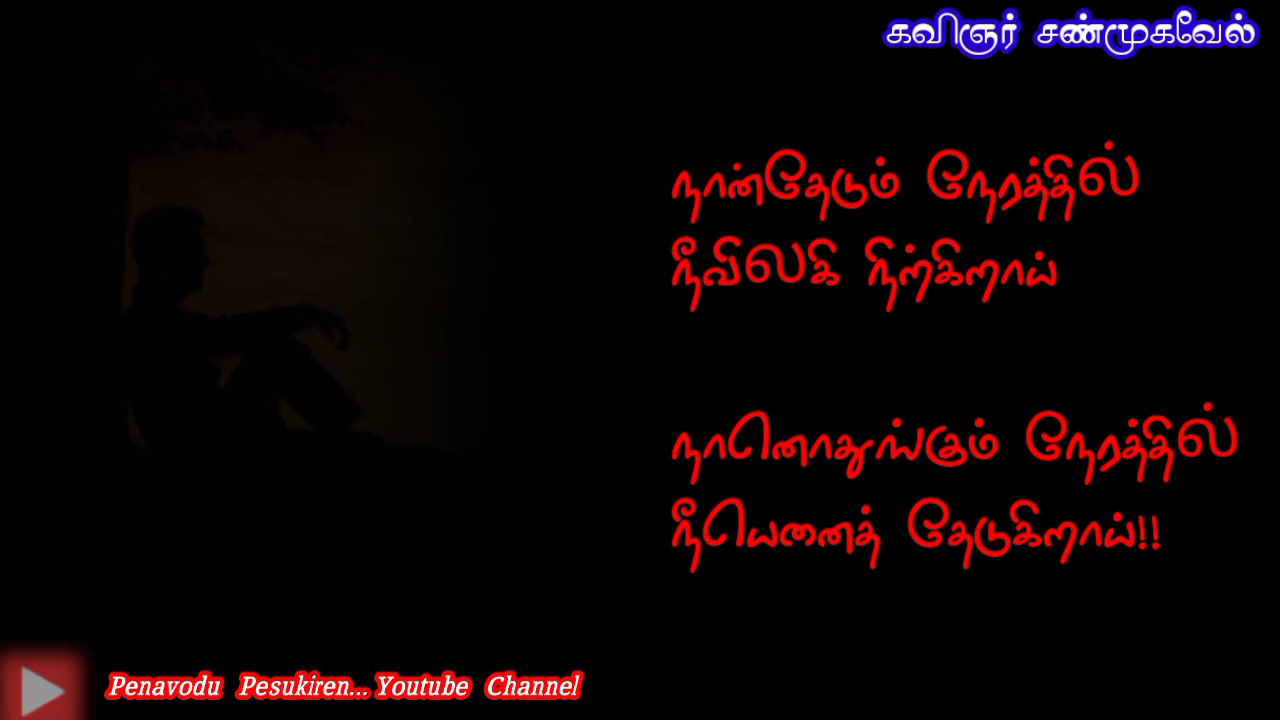 கவிஞர் சண்முகவேல்
நான்தேடும் நேரத்தில்
நீவிலகி நிற்கிறாய்
நானொதுங்கும் நேரத்தில்
நீயெனைத் தேடுகிறாய்!!
Penavodu Pesukiren... Youtube Channel